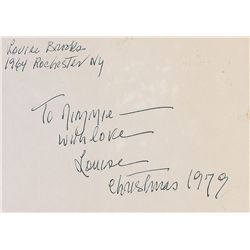 Louise Brooks
1964 Rochester Ny
To Jimmie —
with love
Louise
Christmas 1979